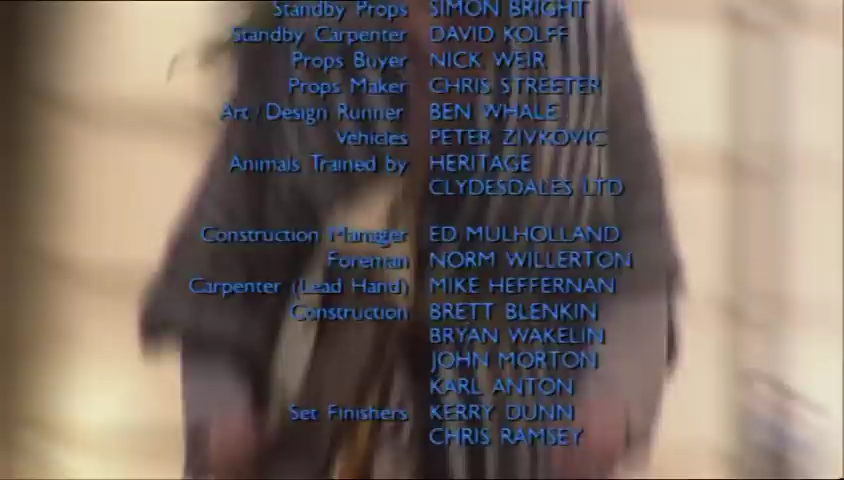 Standby Props SIMON BRIGHT
Standby Carpenter DAVID KOLFF
Props Buyer NICK WEIR
Props Maker CHRIS STREETER
Art / Design Runner BEN WHALE
Vehicles PETER ZIVKOVIC
Animals Trained by HERITAGE
CLYDESDALES LTD
Construction Manager ED MULHOLLAND
Foreman NORM WILLERTON
Carpenter (Lead Hand) MIKE HEFFERNAN
Construction BRETT BLENKIN
BRYAN WAKELIN
JOHN MORTON
KARL ANTON
Set Finishers KERRY DUNN
CHRIS RAMSEY